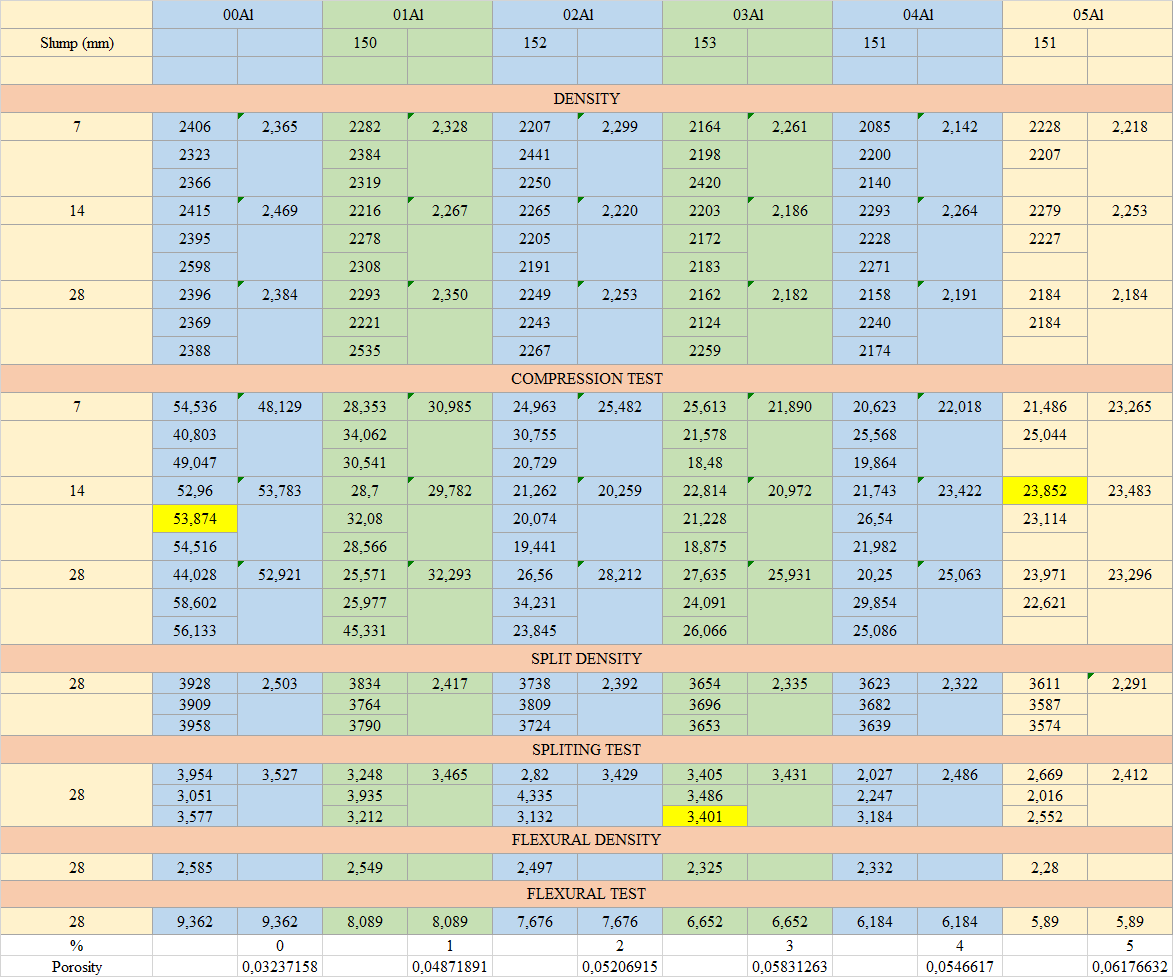 00Al 01Al 02Al 03Al 04Al 05Al
Slump (mm) 150 152 153 151 151
DENSITY
7 2406 2,365 2282 2,328 2207 2,299 2164 2,261 2085 2,142 2228 2,218
2323 2384 2441 2198 2200 2207
2366 2319 2250 2420 2140
14 2415 2,469 2216 2,267 2265 2,220 2203 2,186 2293 2,264 2279 2,253
2395 2278 2205 2172 2228 2227
2598 2308 2191 2183 2271
28 2396 2,384 2293 2,350 2249 2,253 2162 2,182 2158 2,191 2184 2,184
2369 2221 2243 2124 2240 2184
2388 2535 2267 2259 2174
COMPRESSION TEST
7 54,536 48,129 28,353 30,985 24,963 25,482 25,613 21,890 20,623 22,018 21,486 23,265
40,803 34,062 30,755 21,578 25,568 25,044
49,047 30,541 20,729 18,48 19,864
14 52,96 53,783 28,7 29,782 21,262 20,259 22,814 20,972 21,743 23,422 23,852 23,483
53,874 32,08 20,074 21,228 26,54 23,114
54,516 28,566 19,441 18,875 21,982
28 44,028 52,921 25,571 32,293 26,56 28,212 27,635 25,931 20,25 25,063 23,971 23,296
58,602 25,977 34,231 24,091 29,854 22,621
56,133 45,331 23,845 26,066 25,086
SPLIT DENSITY
28 3928 2,503 3834 2,417 3738 2,392 3654 2,335 3623 2,322 3611 2,291
3909 3764 3809 3696 3682 3587
3958 3790 3724 3653 3639 3574
SPLITING TEST
28 3,954 3,527 3,248 3,465 2,82 3,429 3,405 3,431 2,027 2,486 2,669 2,412
3,051 3,935 4,335 3,486 2,247 2,016
3,577 3,212 3,132 3,401 3,184 2,552
FLEXURAL DENSITY
28 2,585 2,549 2,497 2,325 2,332 2,28
FLEXURAL TEST
28 9,362 9,362 8,089 8,089 7,676 7,676 6,652 6,652 6,184 6,184 5,89 5,89
% 0 1 2 3 4 5
Porosity 0,03237158 0,04871891 0,05206915 0,05831263 0,0546617 0,06176632